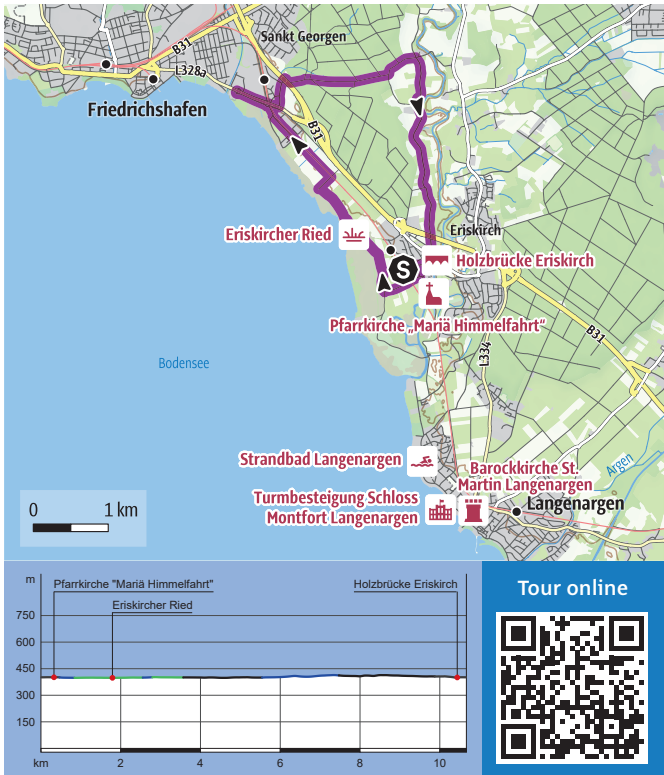 Sankt Georgen
B31
L328a
Friedrichshafen
B31
Eriskircher Ried
Eriskirch
S
Holzbrücke Eriskirch
Pfarrkirche „Mariä Himmelfahrt“
B31
L334
Bodensee
Strandbad Langenargen
Barockkirche St.
Martin Langenargen
Argen
Turmbesteigung Schloss
Montfort Langenargen
Langenargen
0 1 km
m
Pfarrkirche "Mariä Himmelfahrt"
Holzbrücke Eriskirch
Eriskircher Ried
750
600
450
300
150
km 2 4 6 8 10
Tour online